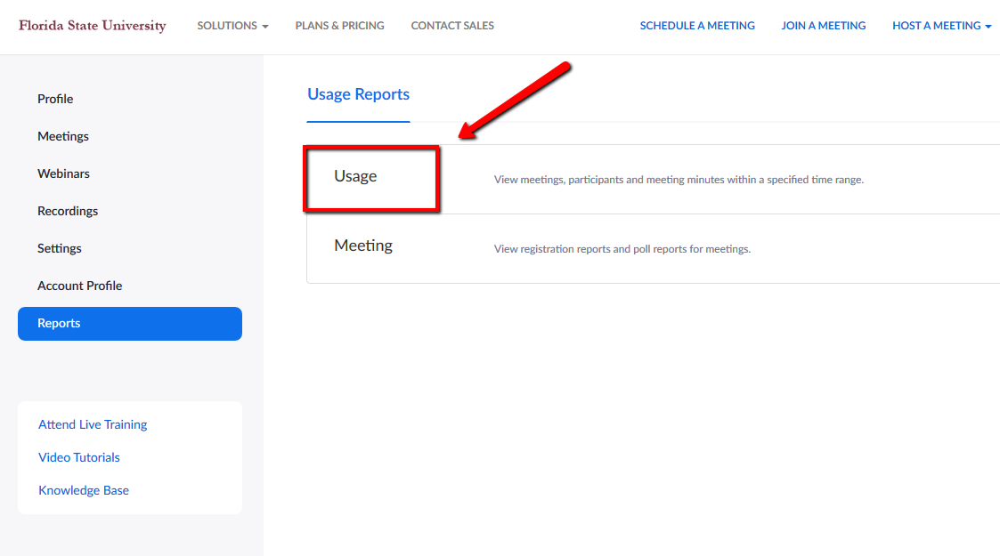 Florida State University
SOLUTIONS
PLANS & PRICING
CONTACT SALES
SCHEDULE A MEETING
JOIN A MEETING
HOST A MEETING
Profile
Meetings
Webinars
Recordings
Settings
Account Profile
Reports
Attend Live Training
Video Tutorials
Knowledge Base
Usage Reports
Usage
View meetings, participants and meeting minutes within a specified time range.
Meeting
View registration reports and poll reports for meetings.